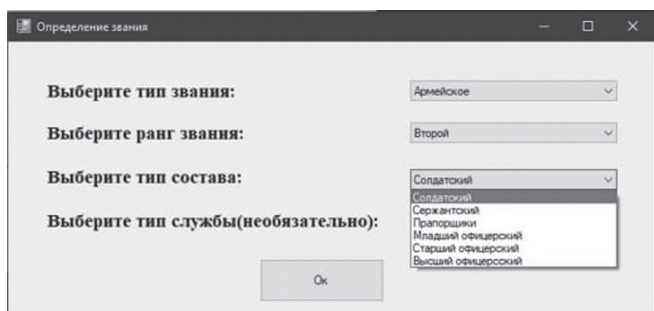 Определение звания
Выберите тип звания: Армейское
Выберите ранг звания: Второй
Выберите тип состава: Солдатский
Солдатский
Сержантский
Прапорщики
Младший офицерский
Выберите тип службы(необязательно):
Старший офицерский
Высший офицерсский
Ок